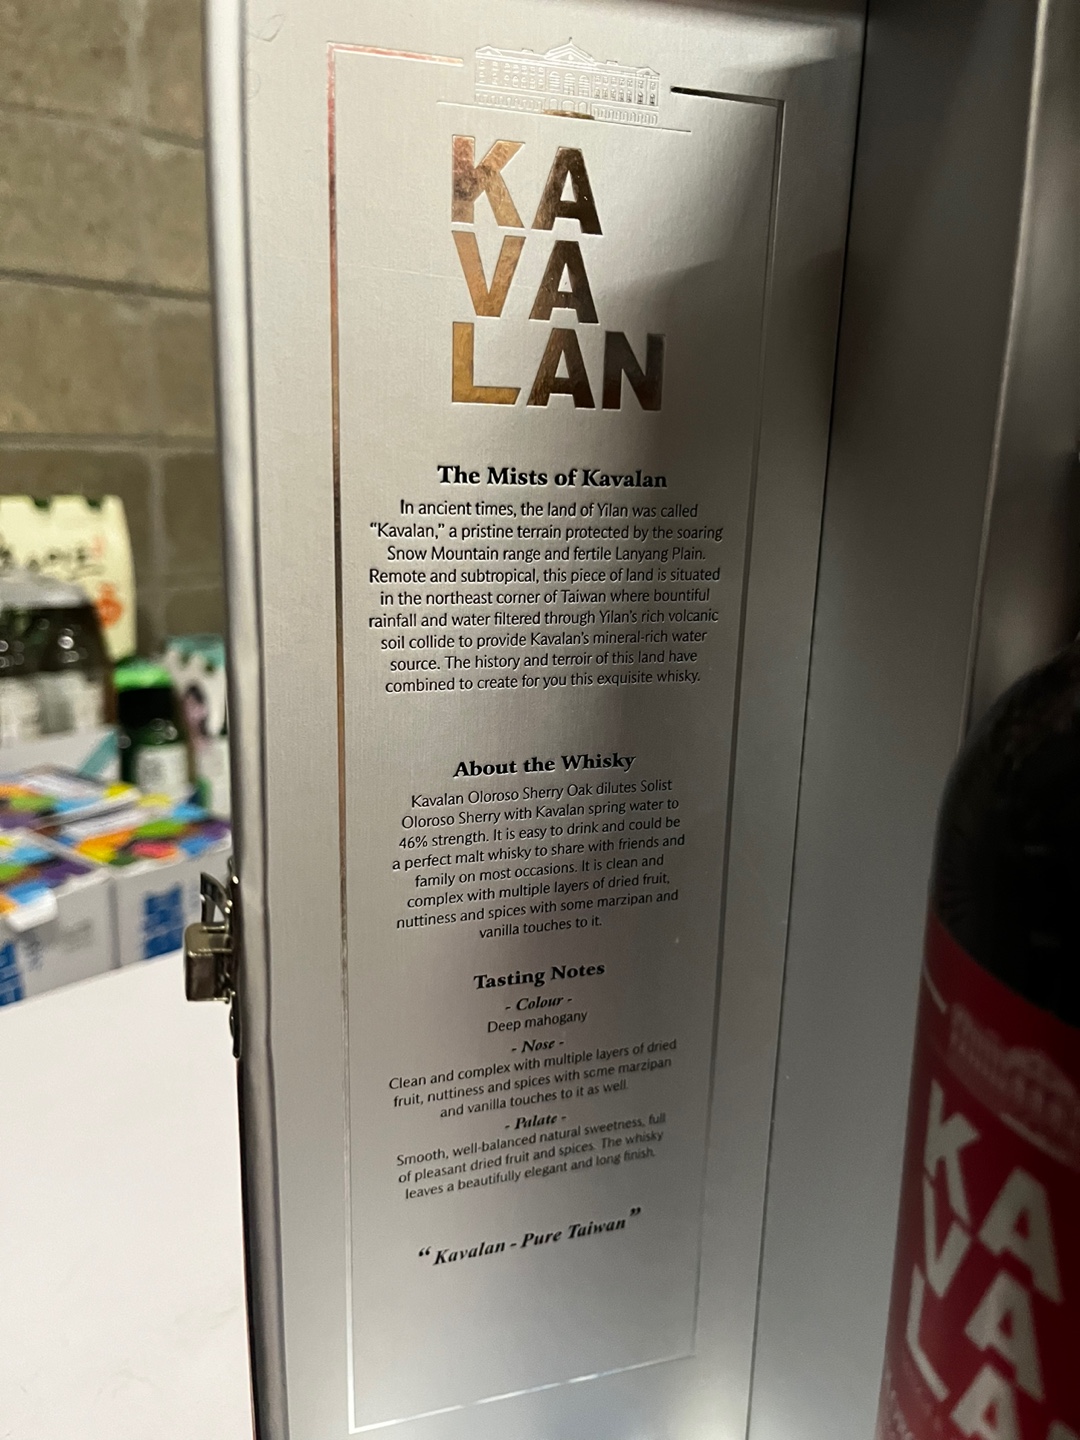 KA
VA
LAN
The Mists of Kavalan
In ancient times, the land of Yilan was called
"Kavalan," a pristine terrain protected by the soaring
Snow Mountain range and fertile Lanyang Plain.
Remote and subtropical, this piece of land is situated
in the northeast corner of Taiwan where bountiful
rainfall and water filtered through Yilan's rich volcanic
soil collide to provide Kavalan's mineral-rich water
source. The history and terroir of this land have
combined to create for you this exquisite whisky.
About the Whisky
Kavalan Oloroso Sherry Oak dilutes Solist
Oloroso Sherry with Kavalan spring water to
46% strength. It is easy to drink and could be
a perfect malt whisky to share with friends and
family on most occasions. It is clean and
complex with multiple layers of dried fruit,
nuttiness and spices with some marzipan and
vanilla touches to it.
Tasting Notes
- Colour -
Deep mahogany
- Nose -
Clean and complex with multiple layers of dried
fruit, nuttiness and spices with some marzipan
and vanilla touches to it as well.
- Palate -
Smooth, well-balanced natural sweetness, full
of pleasant dried fruit and spices. The whisky
leaves a beautifully elegant and long finish.
"Kavalan - Pure Taiwan"
KA
VA
LA